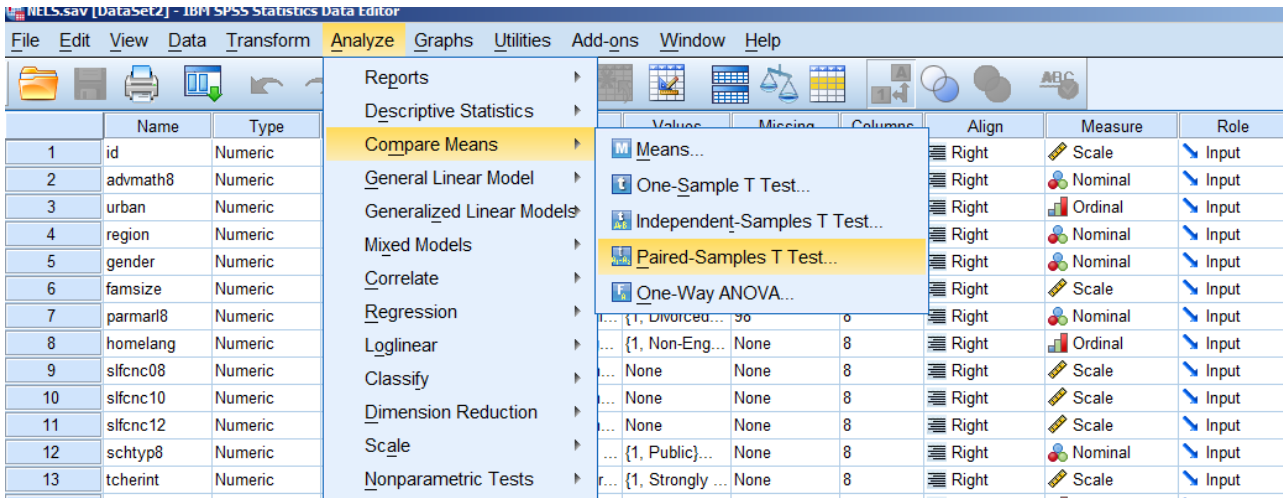 NELS.sav [DataSet2] - IBM SPSS Statistics Data Editor
File Edit View Data Transform Analyze Graphs Utilities Add-ons Window Help
A
1
4
ABC
Reports
Descriptive Statistics
Compare Means
General Linear Model
Generalized Linear Models
Mixed Models
Correlate
Regression
Loglinear
Classify
Dimension Reduction
Scale
Nonparametric Tests
M Means...
t One-Sample T Test...
Independent-Samples T Test...
Paired-Samples T Test...
One-Way ANOVA...
Name Type Values Missing Columns Align Measure Role
1 id Numeric Right Scale Input
2 advmath8 Numeric Right Nominal Input
3 urban Numeric Right Ordinal Input
4 region Numeric Right Nominal Input
5 gender Numeric Right Nominal Input
6 famsize Numeric Right Scale Input
7 parmarl8 Numeric {1, Divorced... 98 8 Right Nominal Input
8 homelang Numeric ... {1, Non-Eng... None 8 Right Ordinal Input
9 slfcnc08 Numeric ... None None 8 Right Scale Input
10 slfcnc10 Numeric ... None None 8 Right Scale Input
11 slfcnc12 Numeric ... None None 8 Right Scale Input
12 schtyp8 Numeric ... {1, Public}... None 8 Right Nominal Input
13 tcherint Numeric r... {1, Strongly ... None 8 Right Scale Input